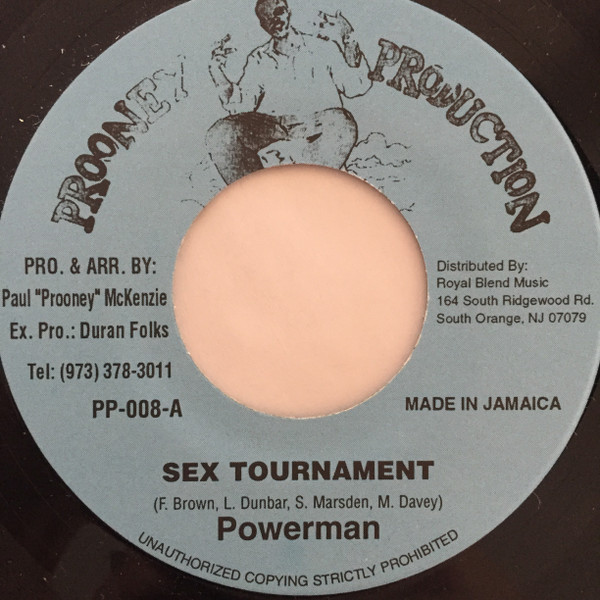 PROONEY PRODUCTION
PRO. & ARR. BY:
Paul "Prooney" McKenzie
Ex. Pro.: Duran Folks
Tel: (973) 378-3011
PP-008-A
Distributed By:
Royal Blend Music
164 South Ridgewood Rd.
South Orange, NJ 07079
MADE IN JAMAICA
SEX TOURNAMENT
(F. Brown, L. Dunbar, S. Marsden, M. Davey)
Powerman
UNAUTHORIZED COPYING STRICTLY PROHIBITED